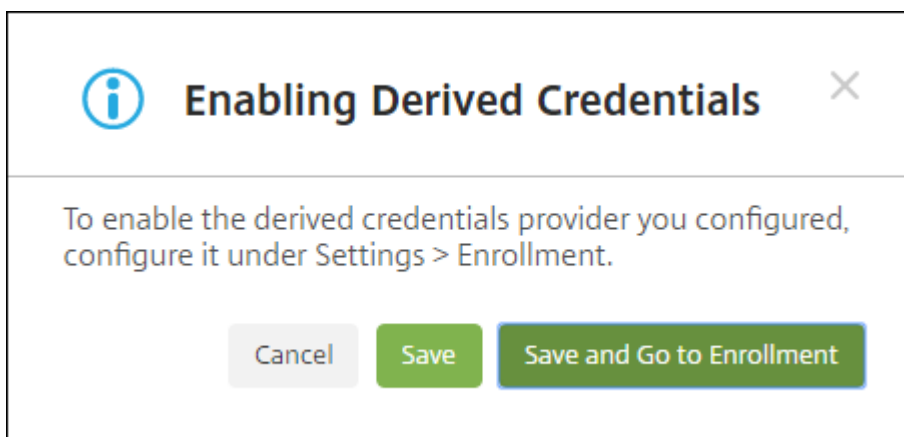 Enabling Derived Credentials
To enable the derived credentials provider you configured,
configure it under Settings > Enrollment.
Cancel
Save
Save and Go to Enrollment